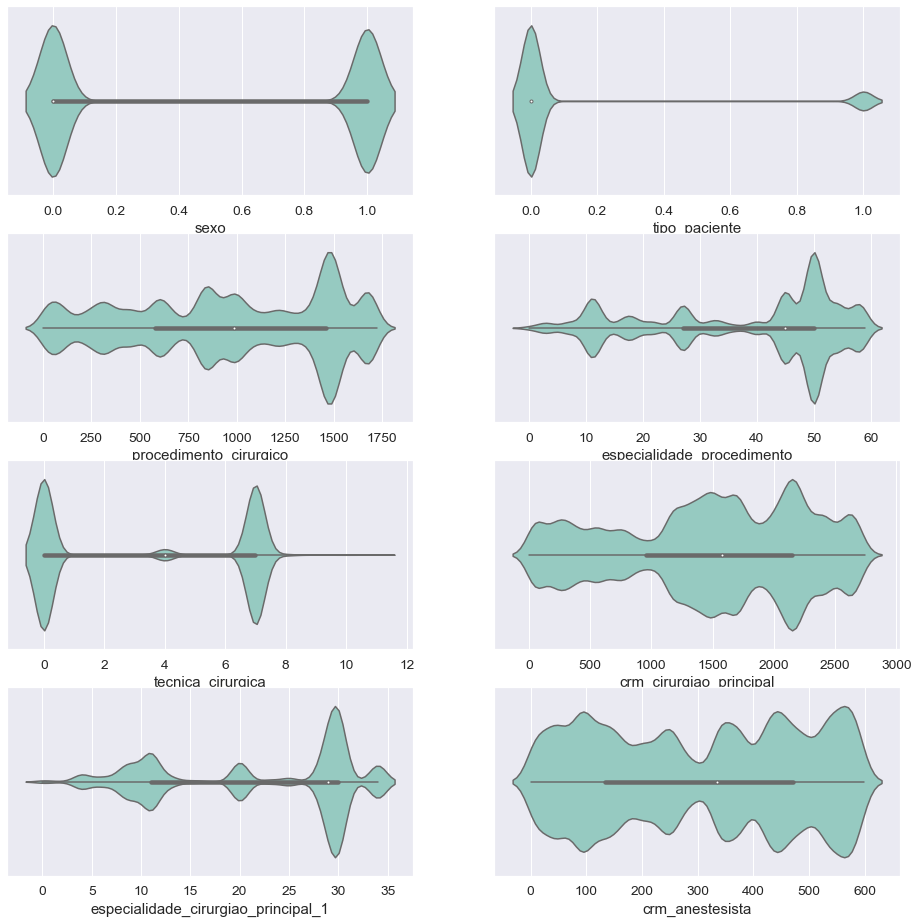 0.0 0.2 0.4 0.6 0.8 1.0
sexo
0.0 0.2 0.4 0.6 0.8 1.0
tipo_paciente
0 250 500 750 1000 1250 1500 1750
procedimento_cirurgico
0 10 20 30 40 50 60
especialidade_procedimento
0 2 4 6 8 10 12
tecnica_cirurgica
0 500 1000 1500 2000 2500 3000
crm_cirurgiao_principal
0 5 10 15 20 25 30 35
especialidade_cirurgiao_principal_1
0 100 200 300 400 500 600
crm_anestesista